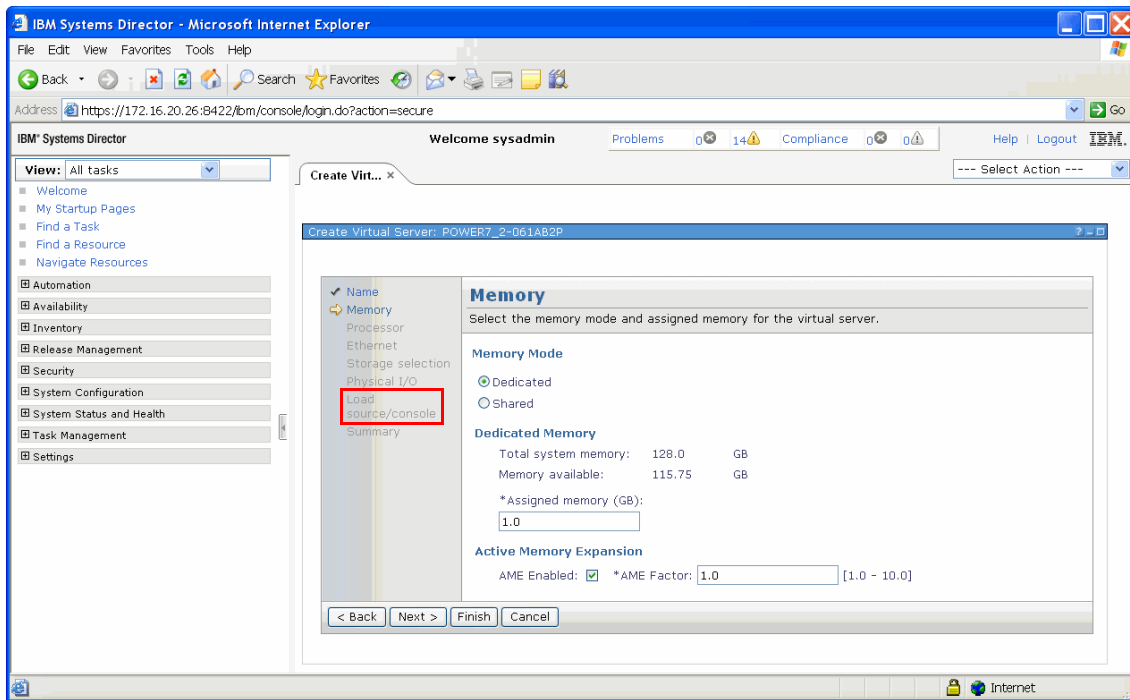 IBM Systems Director - Microsoft Internet Explorer
File Edit View Favorites Tools Help
Back Search Favorites
Address https://172.16.20.26:8422/ibm/console/login.do?action=secure Go
IBM® Systems Director Welcome sysadmin Problems 0 14 Compliance 0 0 Help | Logout IBM.
View: All tasks
Create Virt... ×
--- Select Action ---
Welcome
My Startup Pages
Find a Task
Find a Resource
Navigate Resources
Automation
Availability
Inventory
Release Management
Security
System Configuration
System Status and Health
Task Management
Settings
Create Virtual Server: POWER7_2-061AB2P ?
Name
Memory
Processor
Ethernet
Storage selection
Physical I/O
Load
source/console
Summary
Memory
Select the memory mode and assigned memory for the virtual server.
Memory Mode
Dedicated
Shared
Dedicated Memory
Total system memory: 128.0 GB
Memory available: 115.75 GB
*Assigned memory (GB):
1.0
Active Memory Expansion
AME Enabled: *AME Factor: 1.0 [1.0 - 10.0]
< Back Next > Finish Cancel
Internet